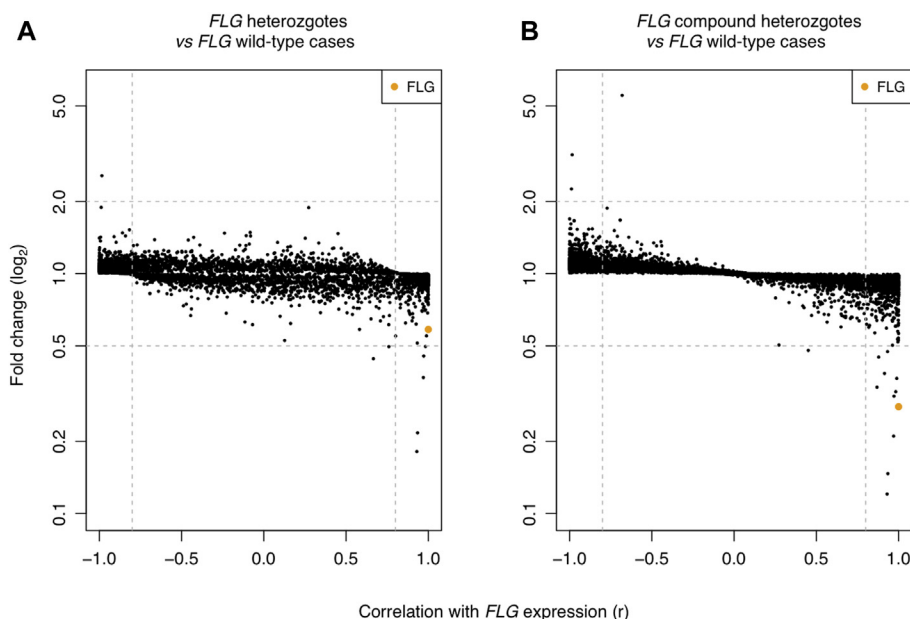 A
FLG heterozgotes
vs FLG wild-type cases
B
FLG compound heterozgotes
vs FLG wild-type cases
FLG
FLG
Fold change (log2)
5.0
2.0
1.0
0.5
0.2
0.1
5.0
2.0
1.0
0.5
0.2
0.1
−1.0 −0.5 0.0 0.5 1.0
−1.0 −0.5 0.0 0.5 1.0
Correlation with FLG expression (r)